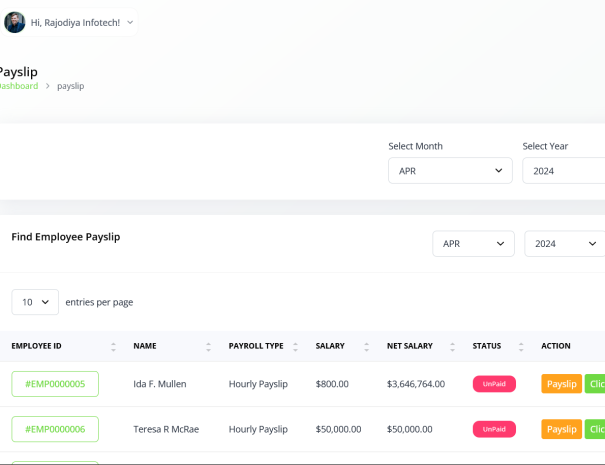 Hi, Rajodiya Infotech!
Payslip
Dashboard > payslip
Select Month Select Year
APR 2024
Find Employee Payslip APR 2024
10 entries per page
EMPLOYEE ID NAME PAYROLL TYPE SALARY NET SALARY STATUS ACTION
#EMP0000005 Ida F. Mullen Hourly Payslip $800.00 $3,646,764.00 UnPaid Payslip Clic
#EMP0000006 Teresa R McRae Hourly Payslip $50,000.00 $50,000.00 UnPaid Payslip Clic